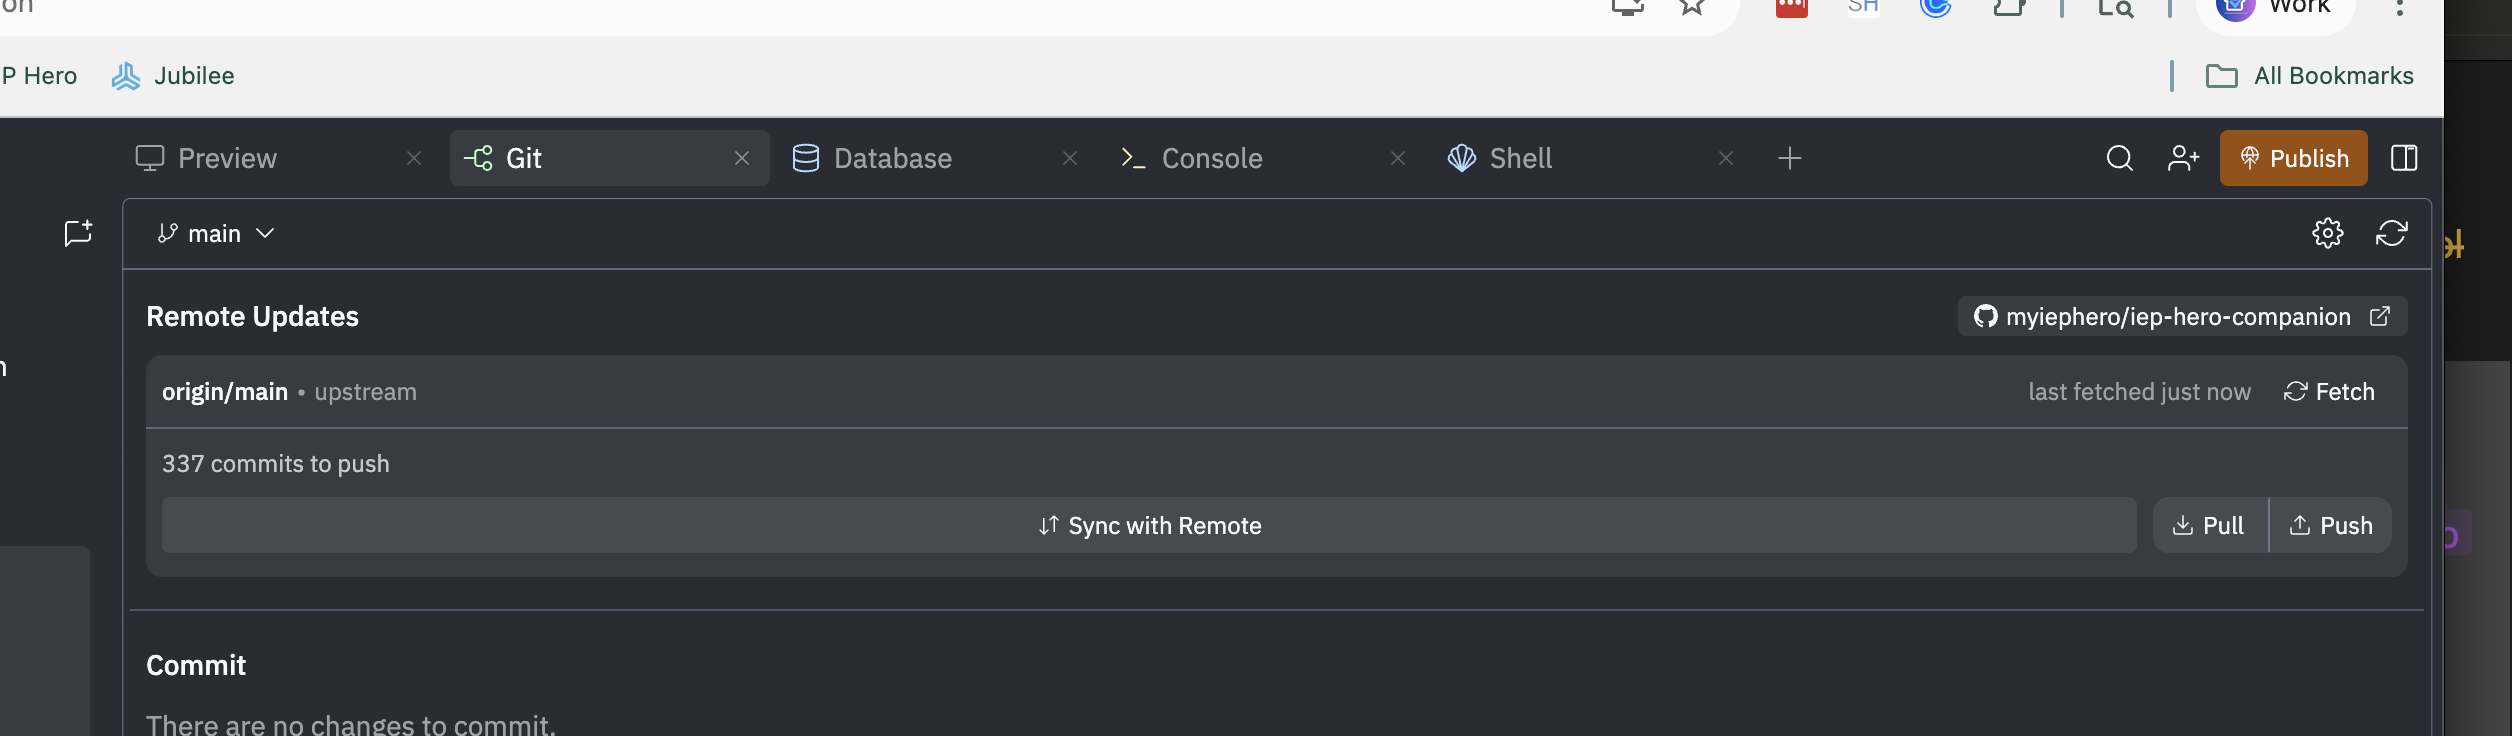 on
SH
Work
P Hero
Jubilee
All Bookmarks
Preview
Git
Database
Console
Shell
Publish
main
Remote Updates
myiephero/iep-hero-companion
origin/main • upstream
last fetched just now
Fetch
337 commits to push
Sync with Remote
Pull
Push
Commit
There are no changes to commit.